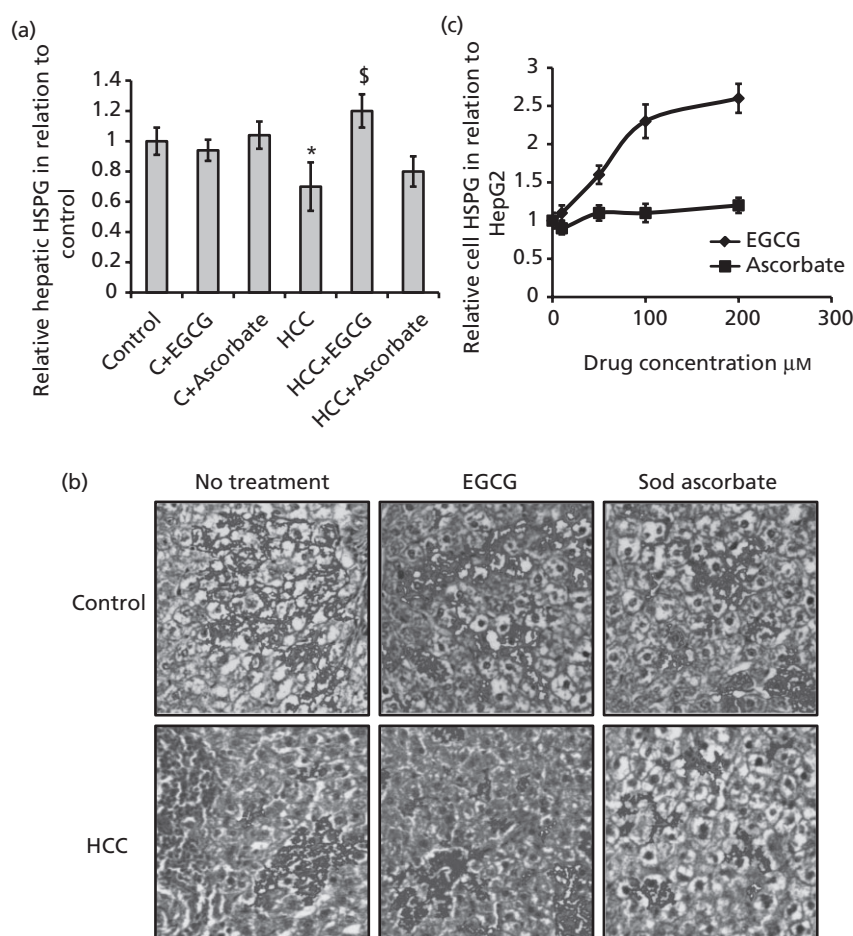 (a)
Relative hepatic HSPG in relation to
control
1.4
1.2
1
0.8
0.6
0.4
0.2
0
*
$
Control
C+EGCG
C+Ascorbate
HCC
HCC+EGCG
HCC+Ascorbate
(c)
Relative cell HSPG in relation to
HepG2
3
2.5
2
1.5
1
0.5
0
0
100
200
300
EGCG
Ascorbate
Drug concentration μM
(b)
No treatment
EGCG
Sod ascorbate
Control
HCC